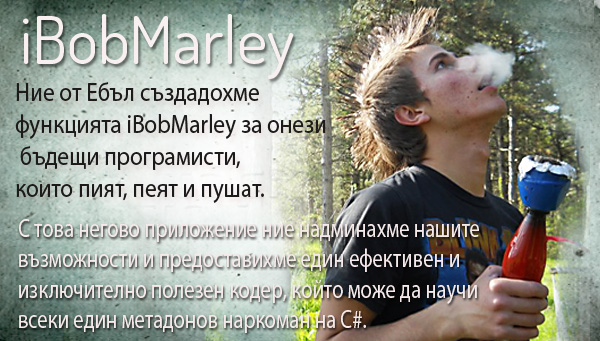 iBobMarley
Ние от Ебъл създадохме
функцията iBobMarley за онези
бъдещи програмисти,
които пият, пеят и пушат.
С това негово приложение ние надминахме нашите
възможности и предоставихме един ефективен и
изключително полезен кодер, който може да научи
всеки един метадонов наркоман на C#.